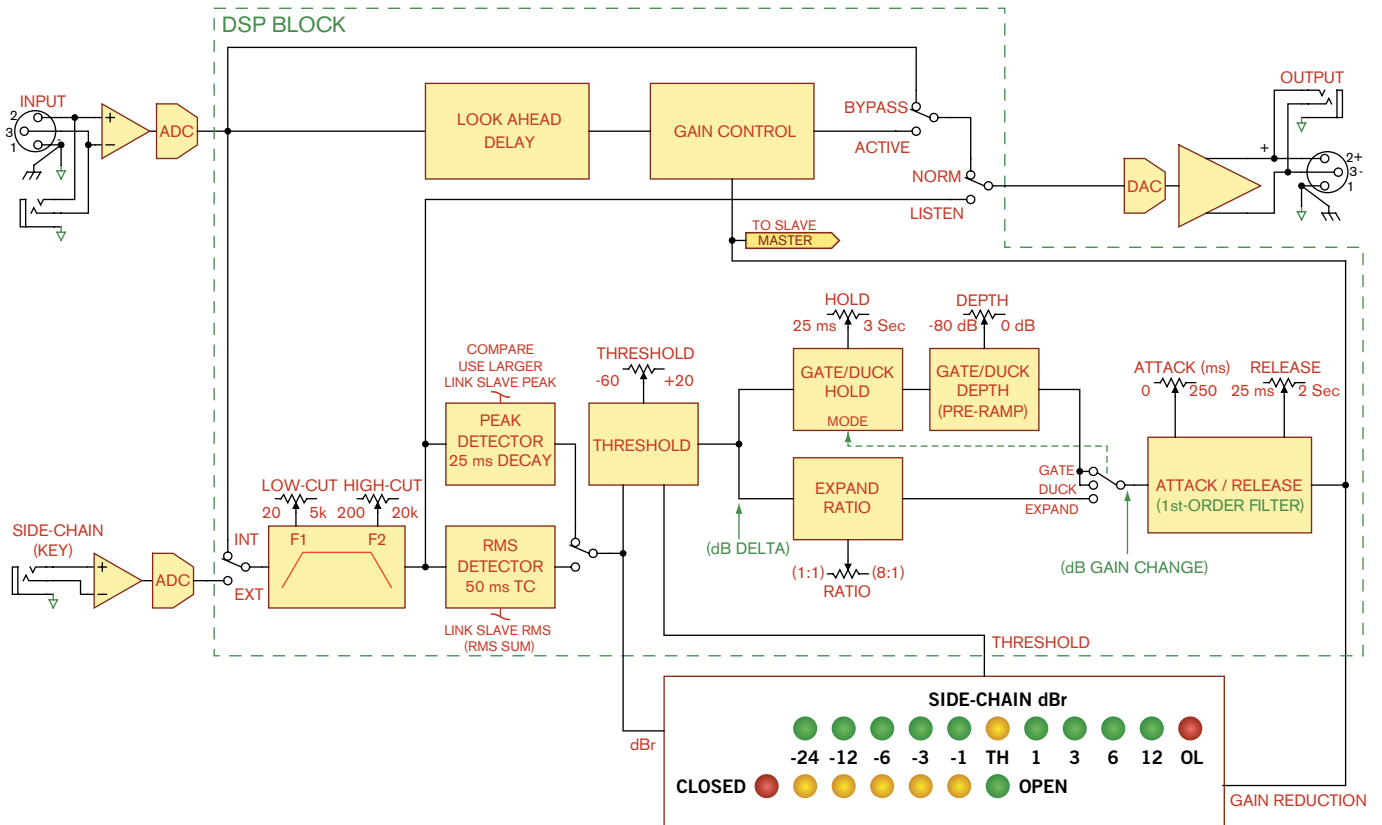 DSP BLOCK
INPUT
2
3
1
+
−
ADC
LOOK AHEAD
DELAY
GAIN CONTROL
BYPASS
ACTIVE
NORM
LISTEN
TO SLAVE
MASTER
DAC
OUTPUT
+
2+
3-
1
COMPARE
USE LARGER
LINK SLAVE PEAK
PEAK
DETECTOR
25 ms DECAY
THRESHOLD
-60
+20
THRESHOLD
HOLD
25 ms
3 Sec
GATE/DUCK
HOLD
MODE
DEPTH
-80 dB
0 dB
GATE/DUCK
DEPTH
(PRE-RAMP)
EXPAND
RATIO
(1:1)
(8:1)
RATIO
(dB DELTA)
GATE
DUCK
EXPAND
(dB GAIN CHANGE)
ATTACK (ms)
0
250
RELEASE
25 ms
2 Sec
ATTACK / RELEASE
(1st-ORDER FILTER)
SIDE-CHAIN
(KEY)
+
−
ADC
INT
EXT
LOW-CUT
20
5k
HIGH-CUT
200
20k
F1
F2
RMS
DETECTOR
50 ms TC
LINK SLAVE RMS
(RMS SUM)
THRESHOLD
dBr
SIDE-CHAIN dBr
-24 -12 -6 -3 -1 TH 1 3 6 12 OL
CLOSED
OPEN
GAIN REDUCTION